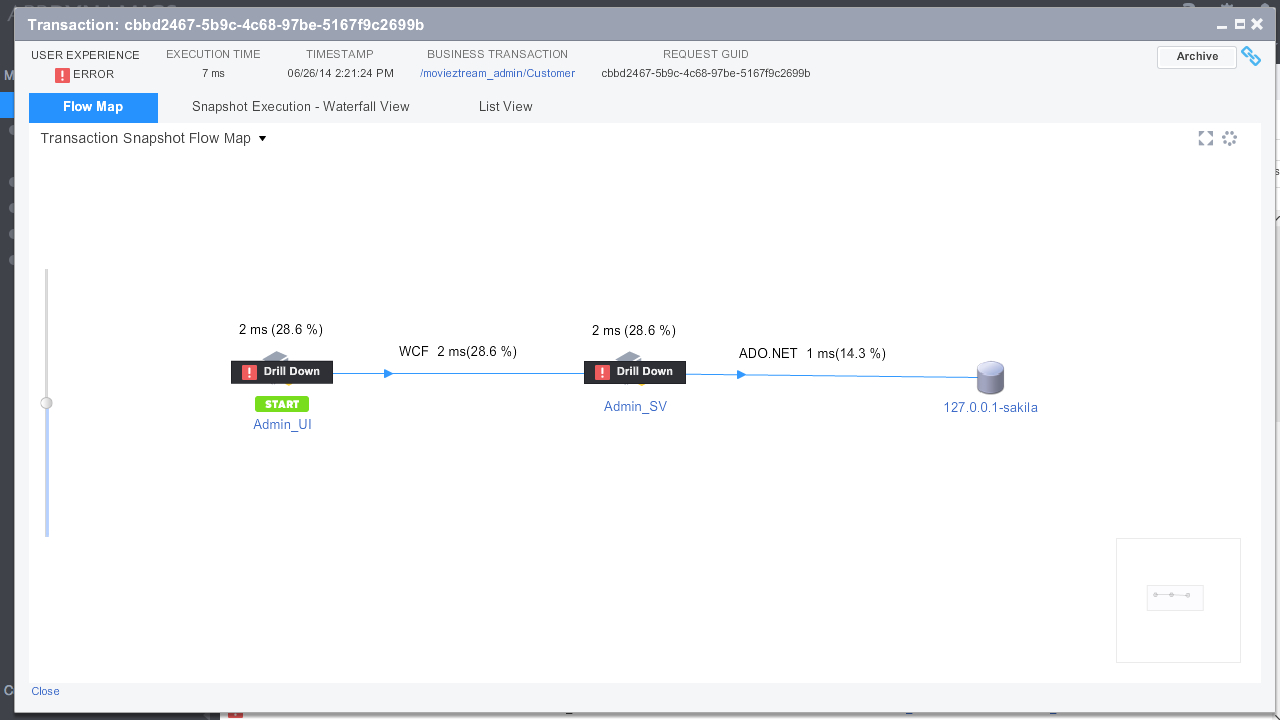 Transaction: cbbd2467-5b9c-4c68-97be-5167f9c2699b
USER EXPERIENCE EXECUTION TIME TIMESTAMP BUSINESS TRANSACTION REQUEST GUID Archive
ERROR 7 ms 06/26/14 2:21:24 PM /movieztream_admin/Customer cbbd2467-5b9c-4c68-97be-5167f9c2699b
Flow Map Snapshot Execution - Waterfall View List View
Transaction Snapshot Flow Map
2 ms (28.6 %) 2 ms (28.6 %)
WCF 2 ms(28.6 %) ADO.NET 1 ms(14.3 %)
Drill Down Drill Down
START
Admin_SV 127.0.0.1-sakila
Admin_UI
Close